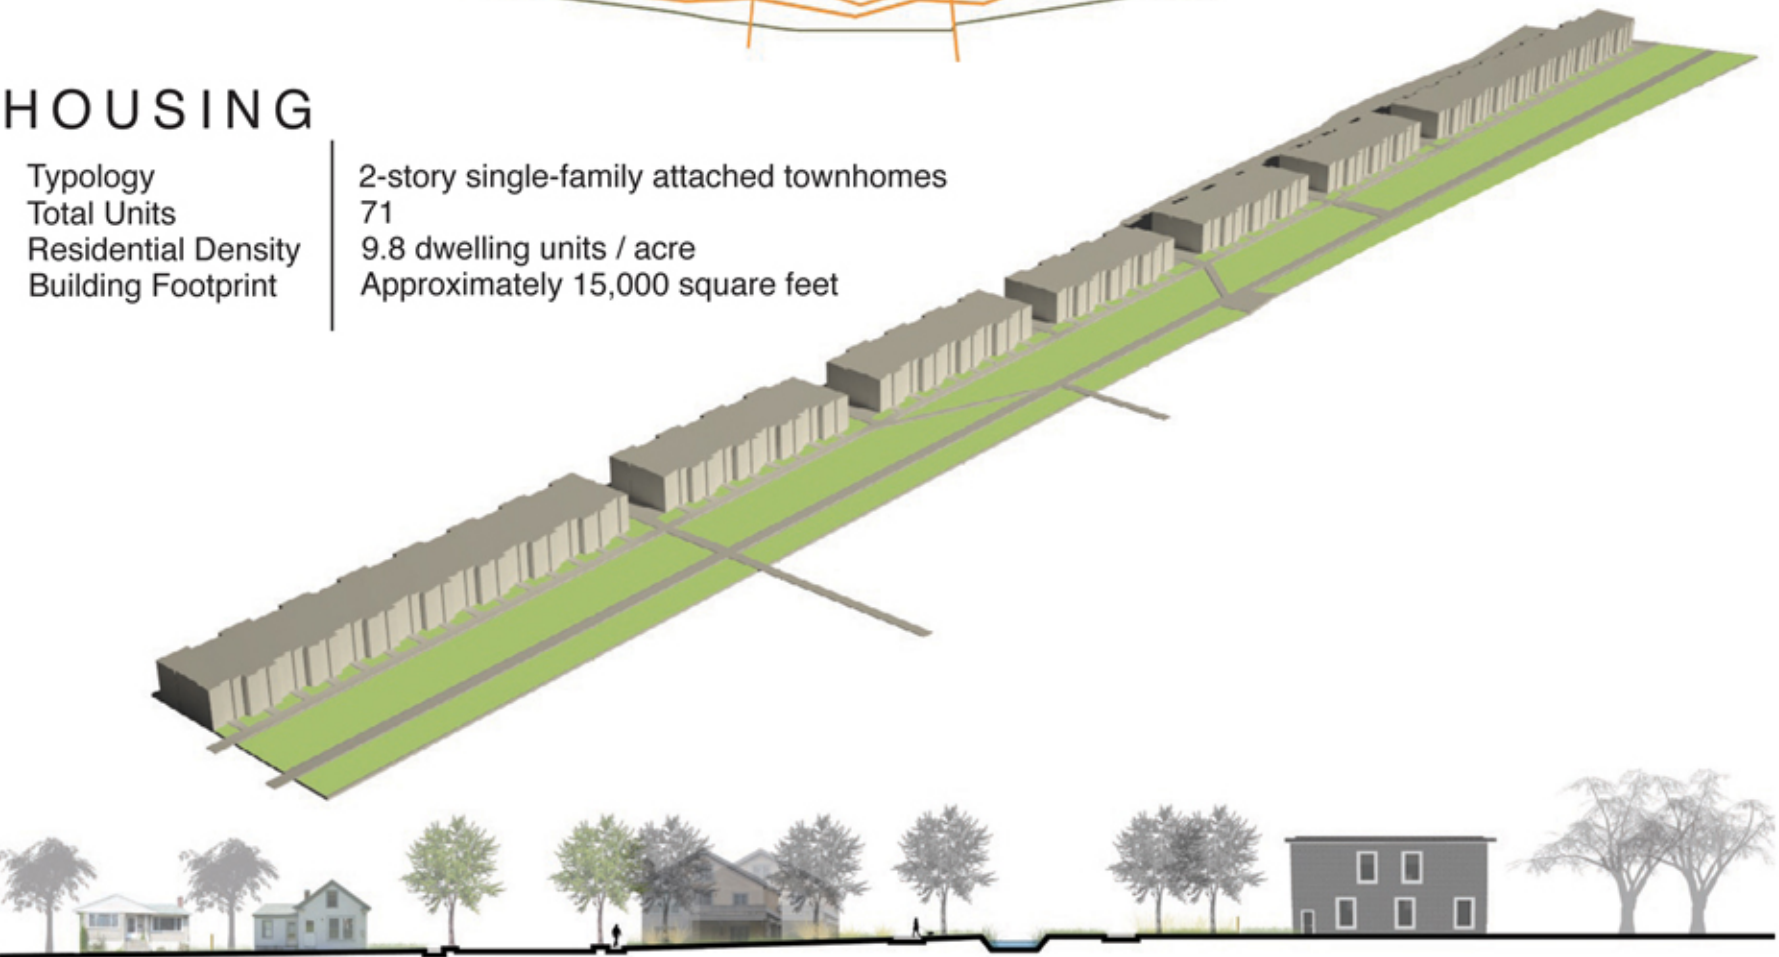 HOUSING
Typology 2-story single-family attached townhomes
Total Units 71
Residential Density 9.8 dwelling units / acre
Building Footprint Approximately 15,000 square feet